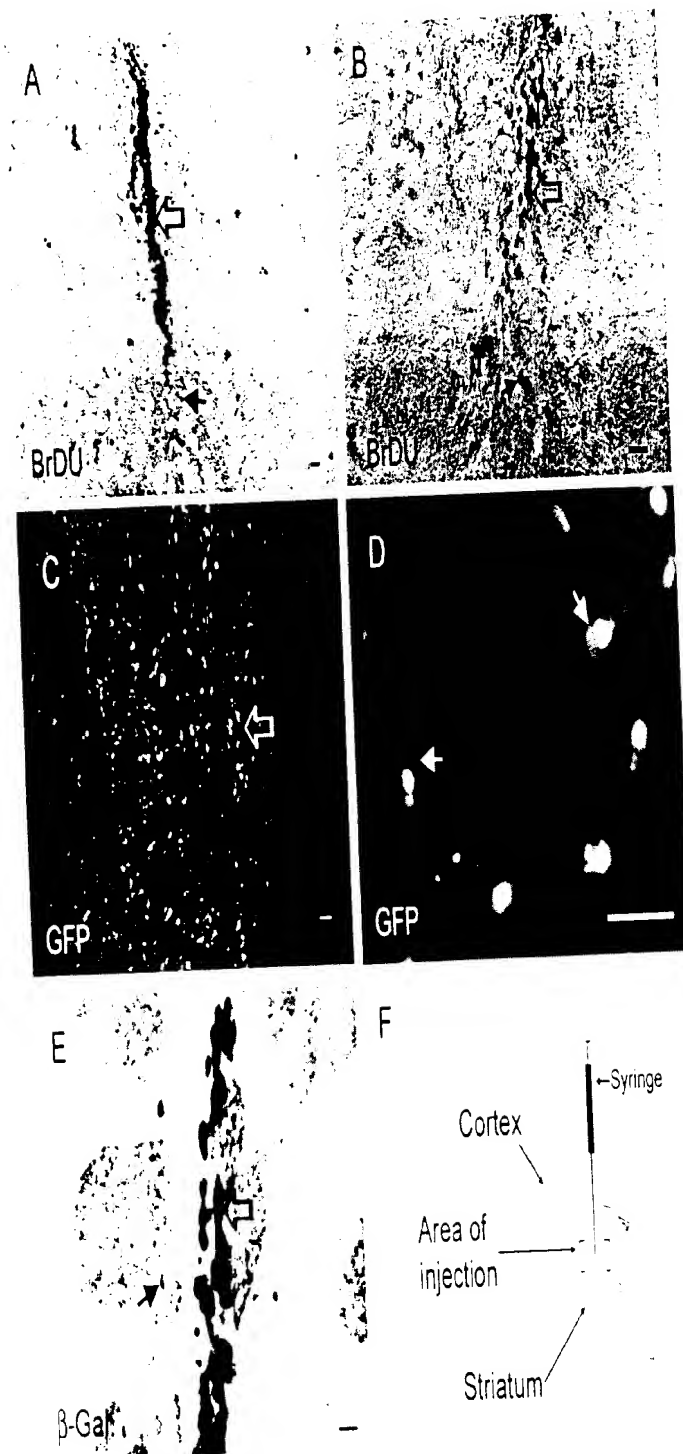 A
BrDU
B
BrDU
C
GFP
D
GFP
E
β-Gal
F
←Syringe
Cortex
Area of
injection
Striatum